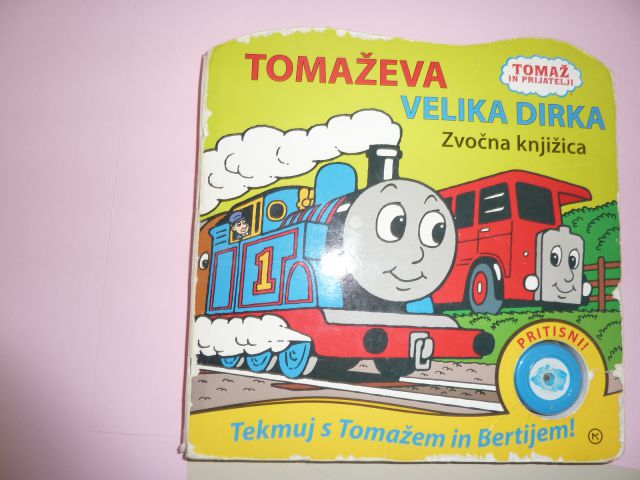 TOMAŽEVA
VELIKA DIRKA
TOMAŽ
IN PRIJATELJI
Zvočna knjižica
1
PRITISNI!
Tekmuj s Tomažem in Bertijem!